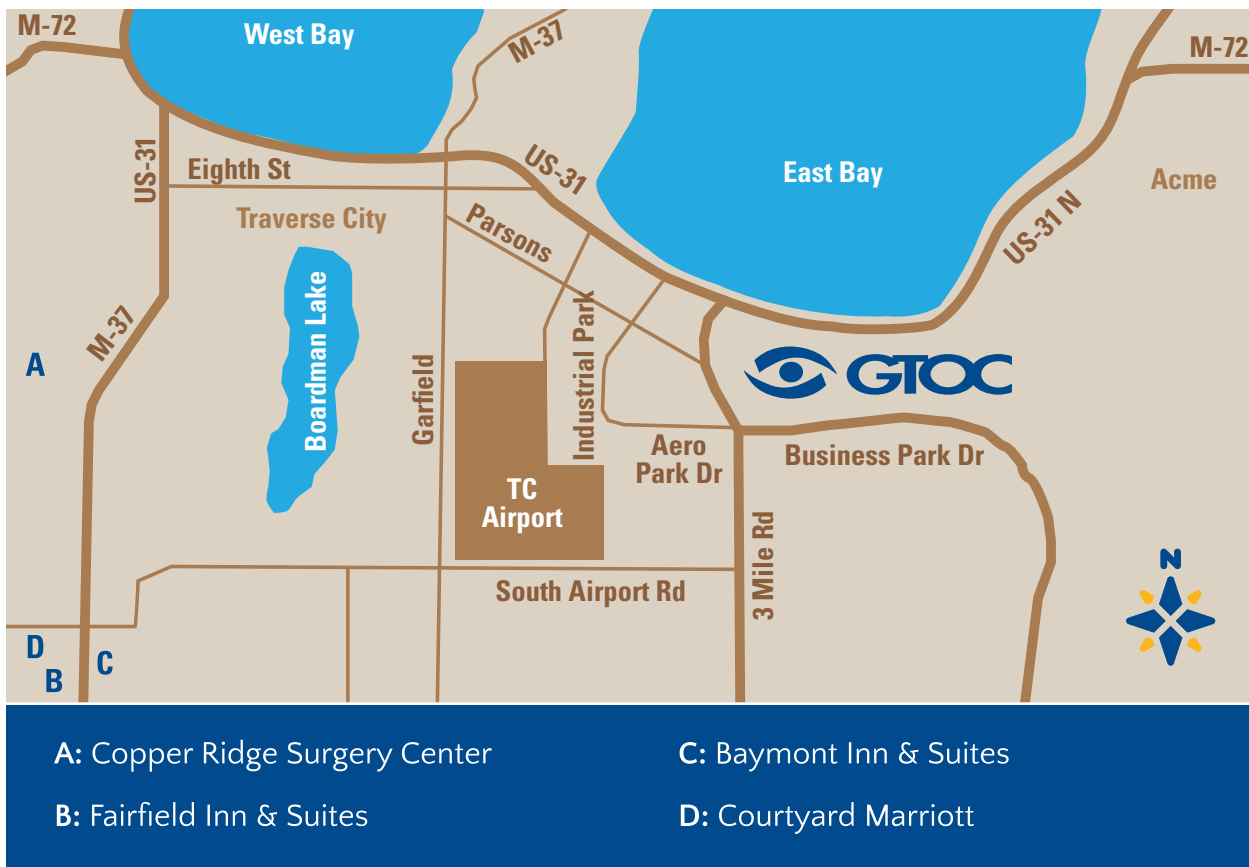 M-72
West Bay
M-37
M-72
US-31
Eighth St
US-31
East Bay
Acme
Traverse City
Parsons
US-31 N
M-37
Boardman Lake
A
Garfield
Industrial Park
GTOC
Aero
Park Dr
Business Park Dr
TC
Airport
3 Mile Rd
South Airport Rd
N
D
C
B
A: Copper Ridge Surgery Center
B: Fairfield Inn & Suites
C: Baymont Inn & Suites
D: Courtyard Marriott